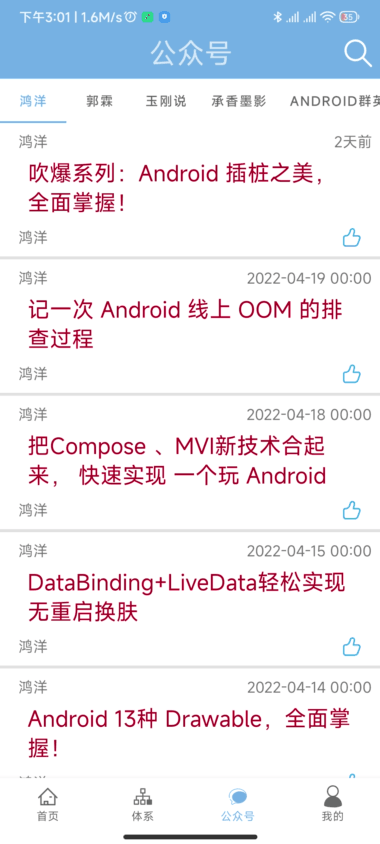 下午3:01 | 1.6M/s
35
公众号
鸿洋 郭霖 玉刚说 承香墨影 ANDROID群英
鸿洋 2天前
吹爆系列：Android 插桩之美，
全面掌握！
鸿洋
鸿洋 2022-04-19 00:00
记一次 Android 线上 OOM 的排
查过程
鸿洋
鸿洋 2022-04-18 00:00
把Compose 、MVI新技术合起
来， 快速实现 一个玩 Android
鸿洋
鸿洋 2022-04-15 00:00
DataBinding+LiveData轻松实现
无重启换肤
鸿洋
鸿洋 2022-04-14 00:00
Android 13种 Drawable，全面掌
握！
首页 体系 公众号 我的